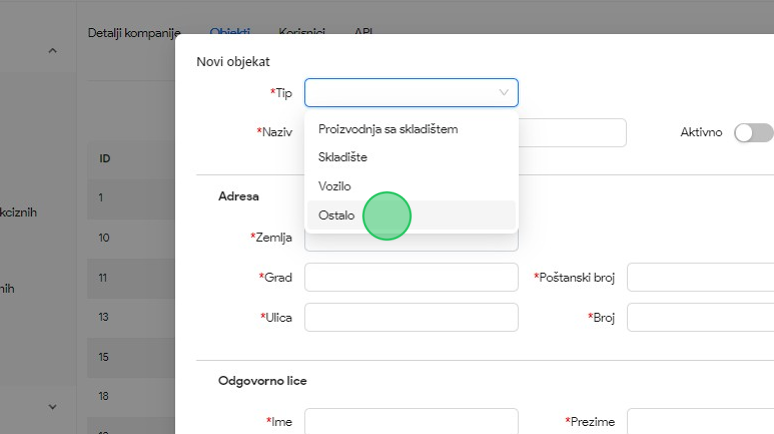 Detalji kompanije Objekti Korisnici API
Novi objekat
*Tip
Proizvodnja sa skladištem
*Naziv
Aktivno
Skladište
ID
Vozilo
1
Adresa
kciznih
Ostalo
10
*Zemlja
11
*Grad
*Poštanski broj
nih
13
*Ulica
*Broj
15
Odgovorno lice
18
*Ime
*Prezime